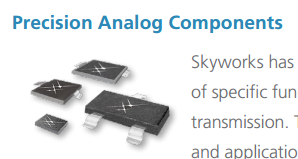 Precision Analog Components
Skyworks has
of specific fun
transmission. T
and applicatio